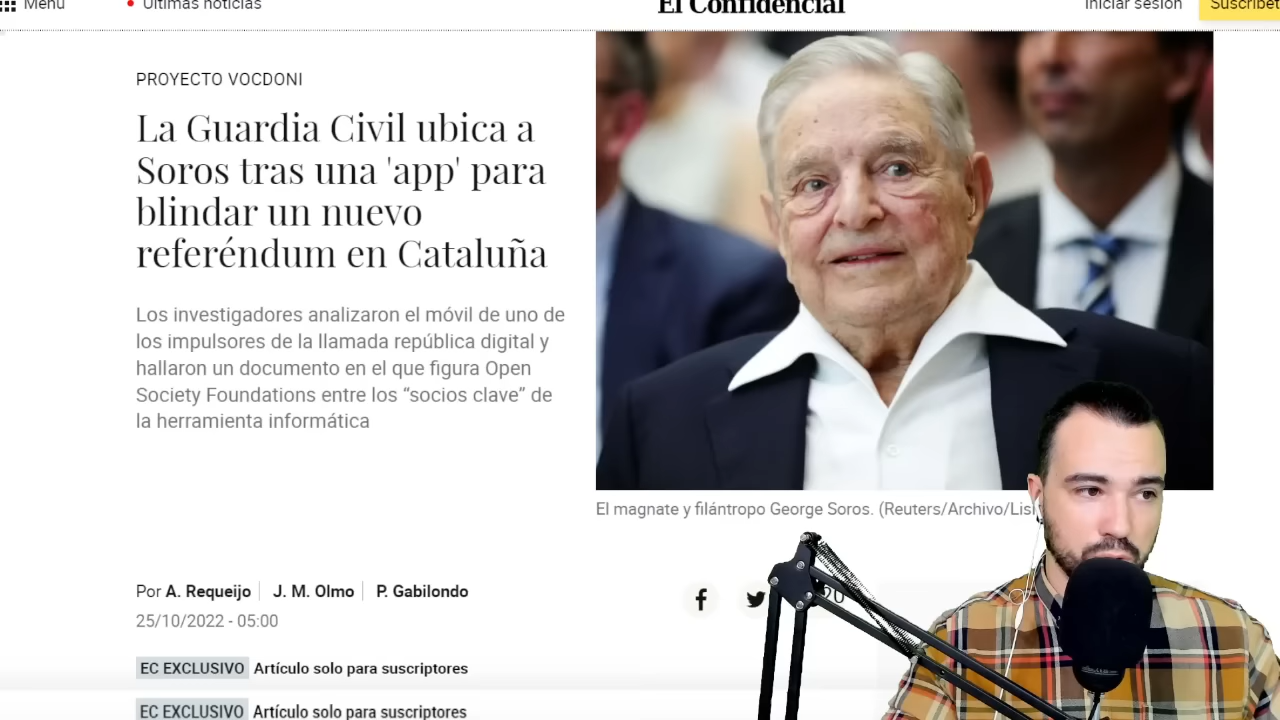 Menú
Últimas noticias
El Confidencial
Iniciar sesión
PROYECTO VOCDONI
La Guardia Civil ubica a
Soros tras una 'app' para
blindar un nuevo
referéndum en Cataluña
Los investigadores analizaron el móvil de uno de
los impulsores de la llamada república digital y
hallaron un documento en el que figura Open
Society Foundations entre los “socios clave” de
la herramienta informática
El magnate y filántropo George Soros. (Reuters/Archivo/Lisi
Por A. Requeijo J. M. Olmo P. Gabilondo
25/10/2022 - 05:00
20
EC EXCLUSIVO Artículo solo para suscriptores
EC EXCLUSIVO Artículo solo para suscriptores